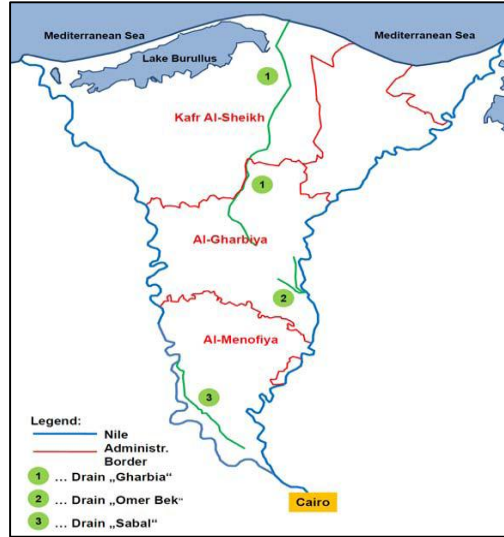 Mediterranean Sea
Mediterranean Sea
Lake Burullus
1
Kafr Al-Sheikh
1
Al-Gharbiya
2
Al-Menofiya
3
Legend:
Nile
Administr.
Border
1 ... Drain „Gharbia“
2 ... Drain „Omer Bek“
3 ... Drain „Sabal“
Cairo